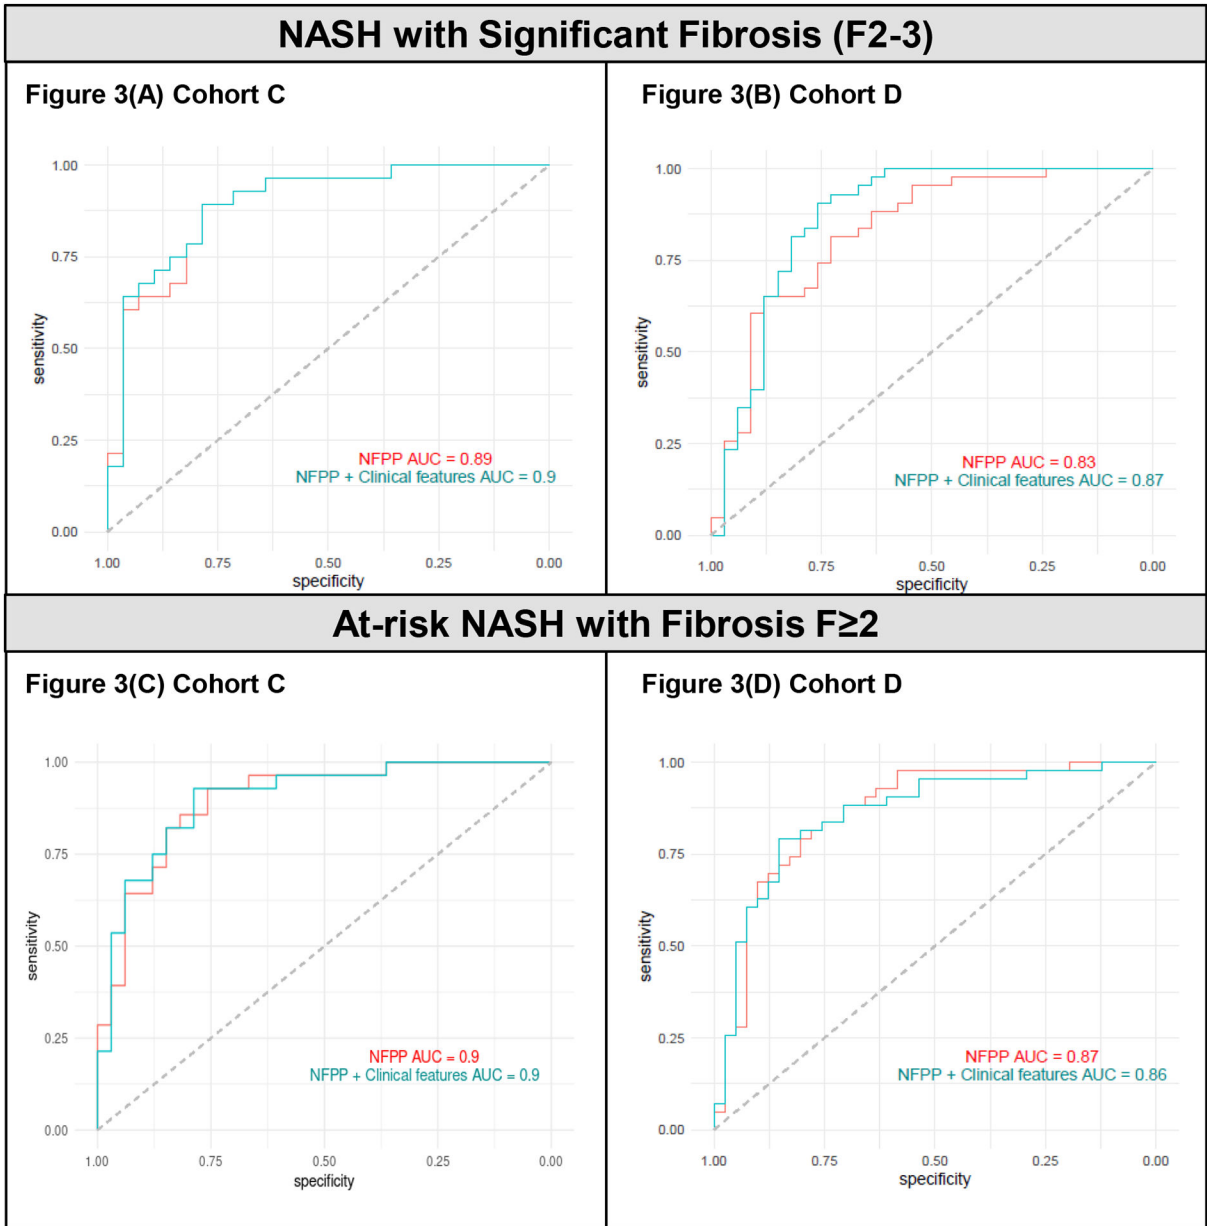 NASH with Significant Fibrosis (F2-3)
Figure 3(A) Cohort C
1.00
0.75
0.50
0.25
0.00
sensitivity
NFPP AUC = 0.89
NFPP + Clinical features AUC = 0.9
1.00 0.75 0.50 0.25 0.00
specificity
Figure 3(B) Cohort D
1.00
0.75
0.50
0.25
0.00
sensitivity
NFPP AUC = 0.83
NFPP + Clinical features AUC = 0.87
1.00 0.75 0.50 0.25 0.00
specificity
At-risk NASH with Fibrosis F≥2
Figure 3(C) Cohort C
1.00
0.75
0.50
0.25
0.00
sensitivity
NFPP AUC = 0.9
NFPP + Clinical features AUC = 0.9
1.00 0.75 0.50 0.25 0.00
specificity
Figure 3(D) Cohort D
1.00
0.75
0.50
0.25
0.00
sensitivity
NFPP AUC = 0.87
NFPP + Clinical features AUC = 0.86
1.00 0.75 0.50 0.25 0.00
specificity